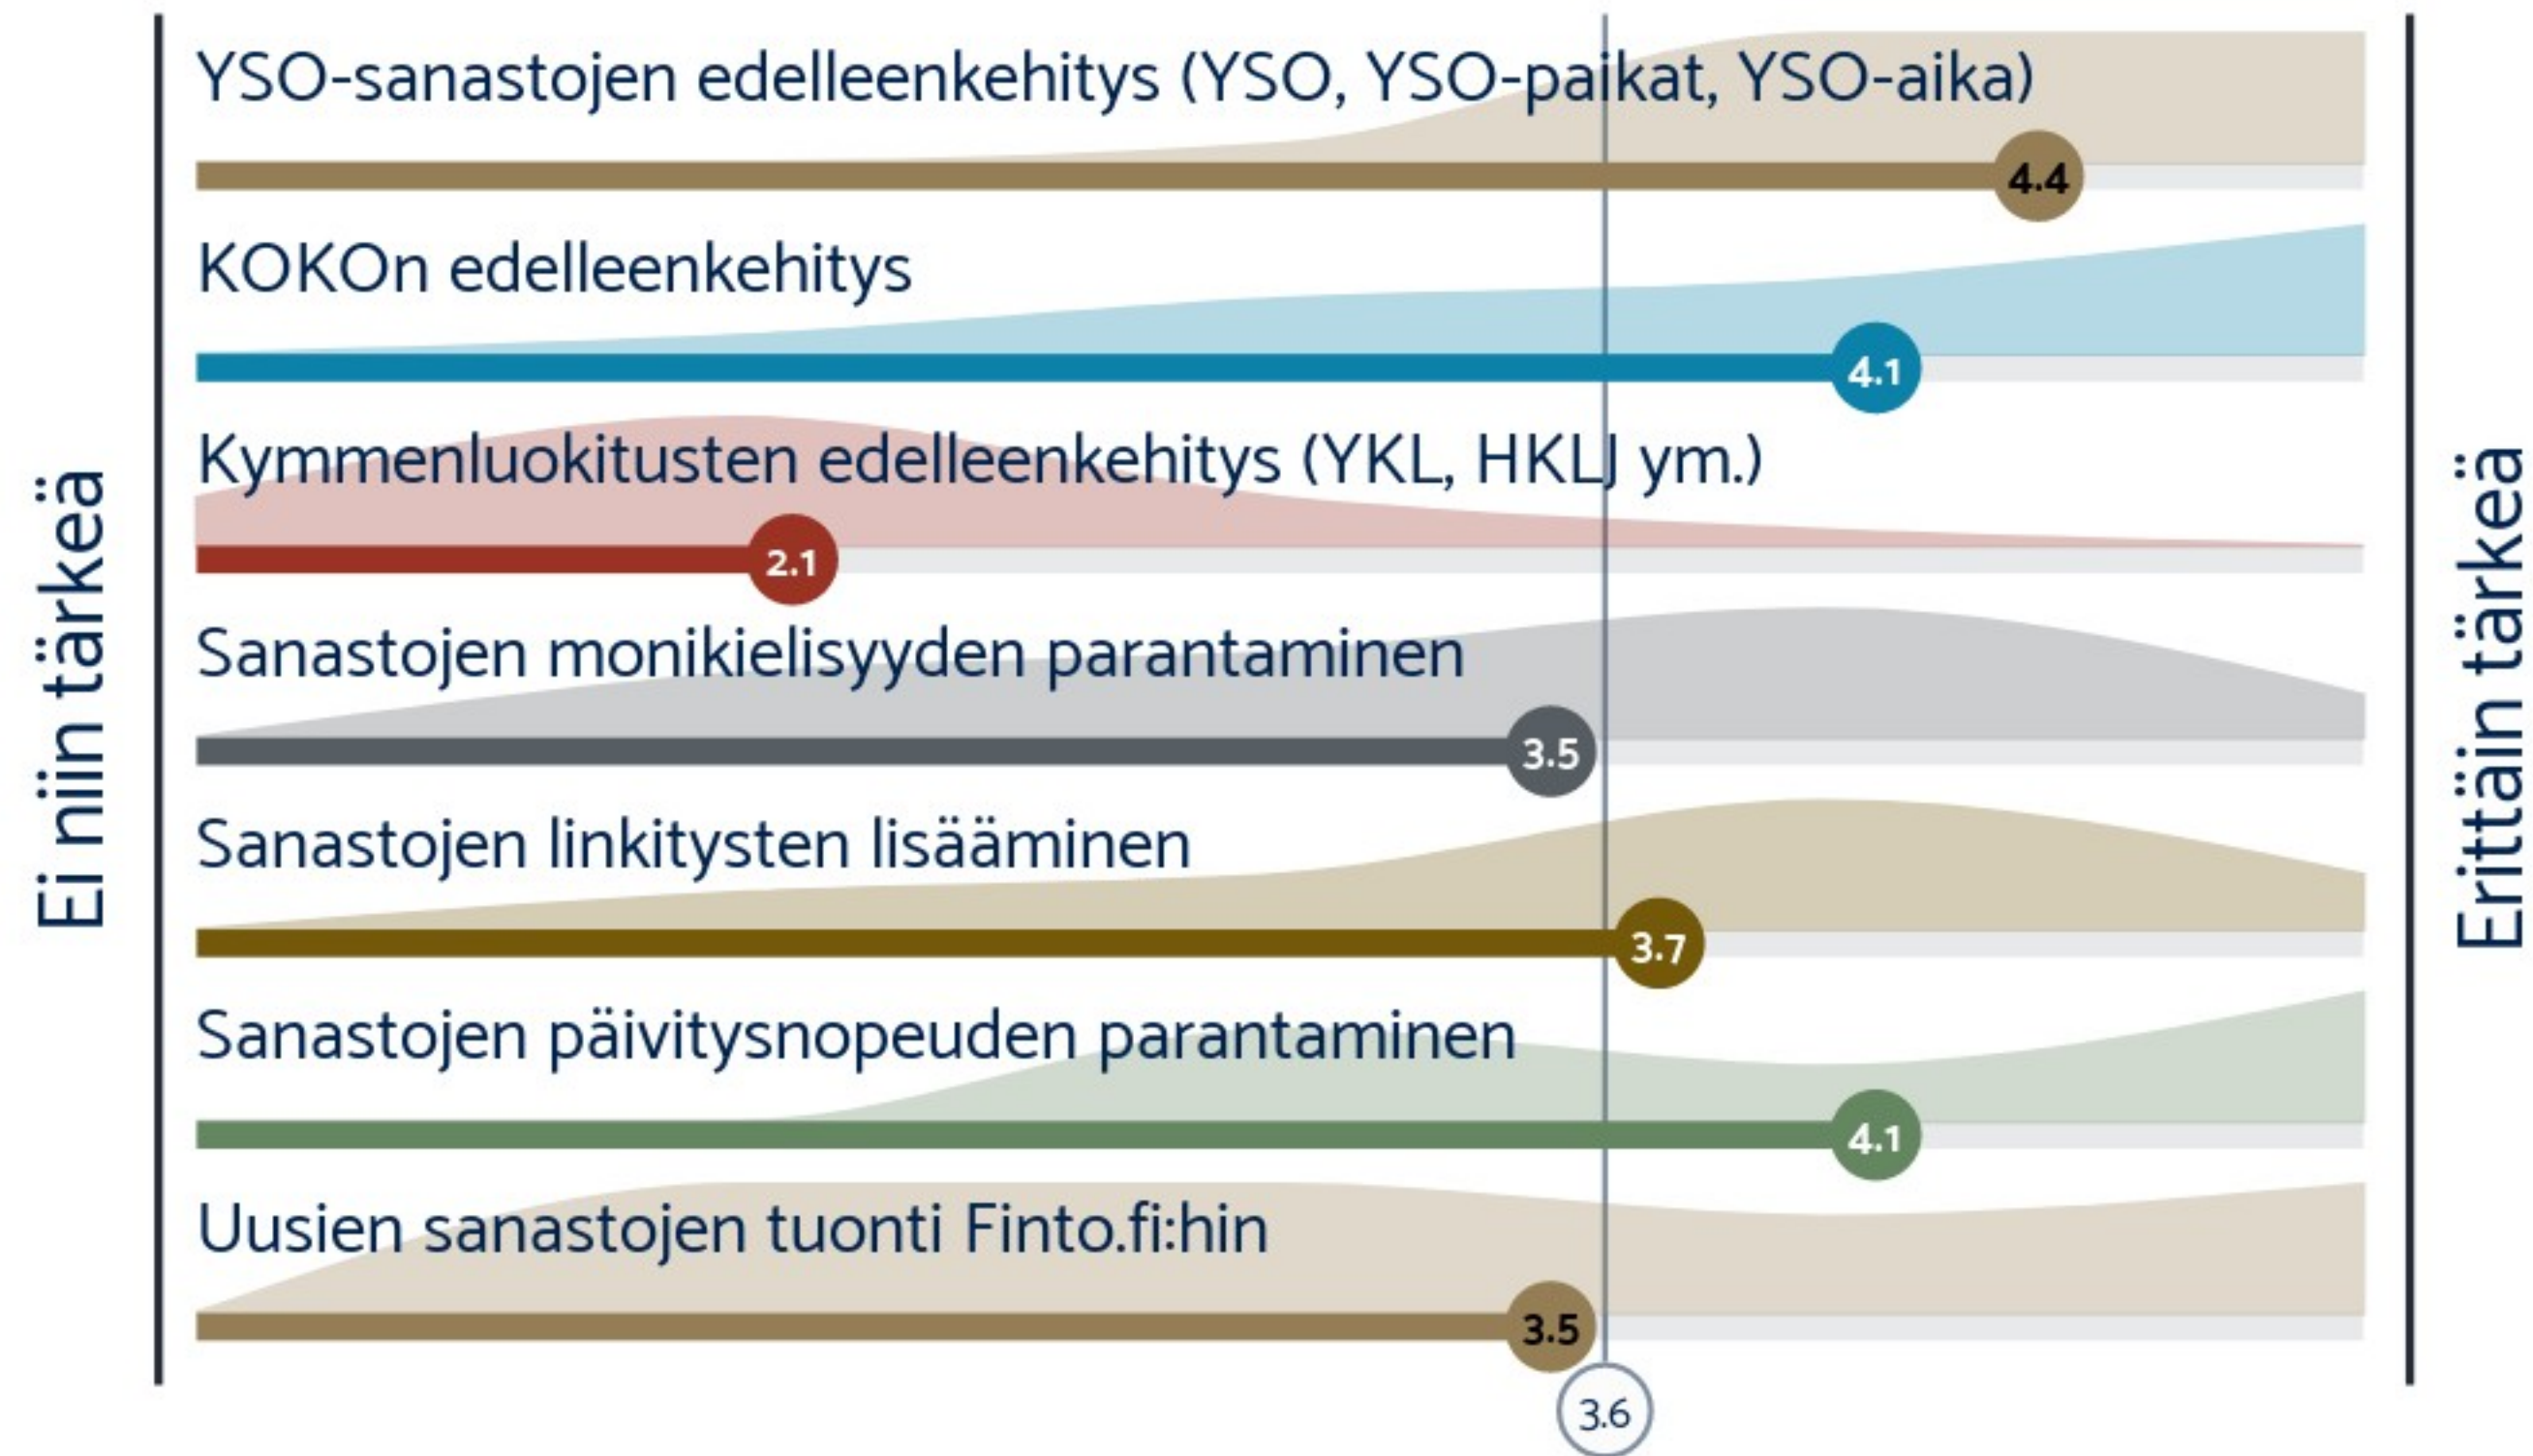 YSO-sanastojen edelleenkehitys (YSO, YSO-paikat, YSO-aika)
4.4
KOKOn edelleenkehitys
4.1
Kymmenluokitusten edelleenkehitys (YKL, HKLJ ym.)
2.1
Sanastojen monikielisyyden parantaminen
3.5
Sanastojen linkitysten lisääminen
3.7
Sanastojen päivitysnopeuden parantaminen
4.1
Uusien sanastojen tuonti Finto.fi:hin
3.5
3.6
Ei niin tärkeä
Erittäin tärkeä